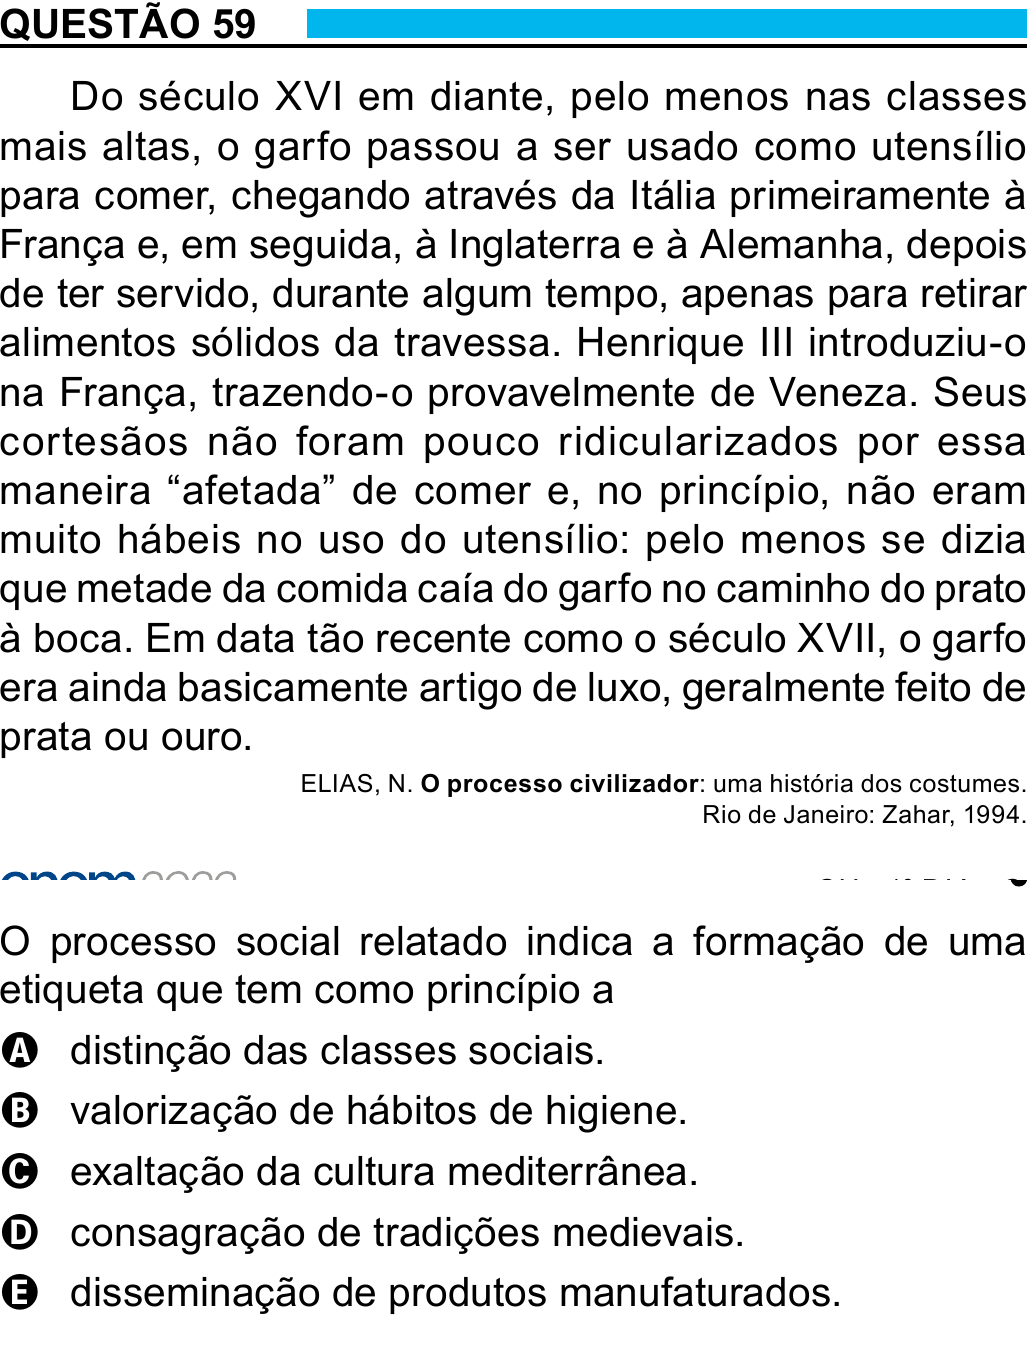 QUESTÃO 59
Do século XVI em diante, pelo menos nas classes
mais altas, o garfo passou a ser usado como utensílio
para comer, chegando através da Itália primeiramente à
França e, em seguida, à Inglaterra e à Alemanha, depois
de ter servido, durante algum tempo, apenas para retirar
alimentos sólidos da travessa. Henrique III introduziu-o
na França, trazendo-o provavelmente de Veneza. Seus
cortesãos não foram pouco ridicularizados por essa
maneira “afetada” de comer e, no princípio, não eram
muito hábeis no uso do utensílio: pelo menos se dizia
que metade da comida caía do garfo no caminho do prato
à boca. Em data tão recente como o século XVII, o garfo
era ainda basicamente artigo de luxo, geralmente feito de
prata ou ouro.
ELIAS, N. O processo civilizador: uma história dos costumes.
Rio de Janeiro: Zahar, 1994.
O processo social relatado indica a formação de uma
etiqueta que tem como princípio a
A distinção das classes sociais.
B valorização de hábitos de higiene.
C exaltação da cultura mediterrânea.
D consagração de tradições medievais.
E disseminação de produtos manufaturados.